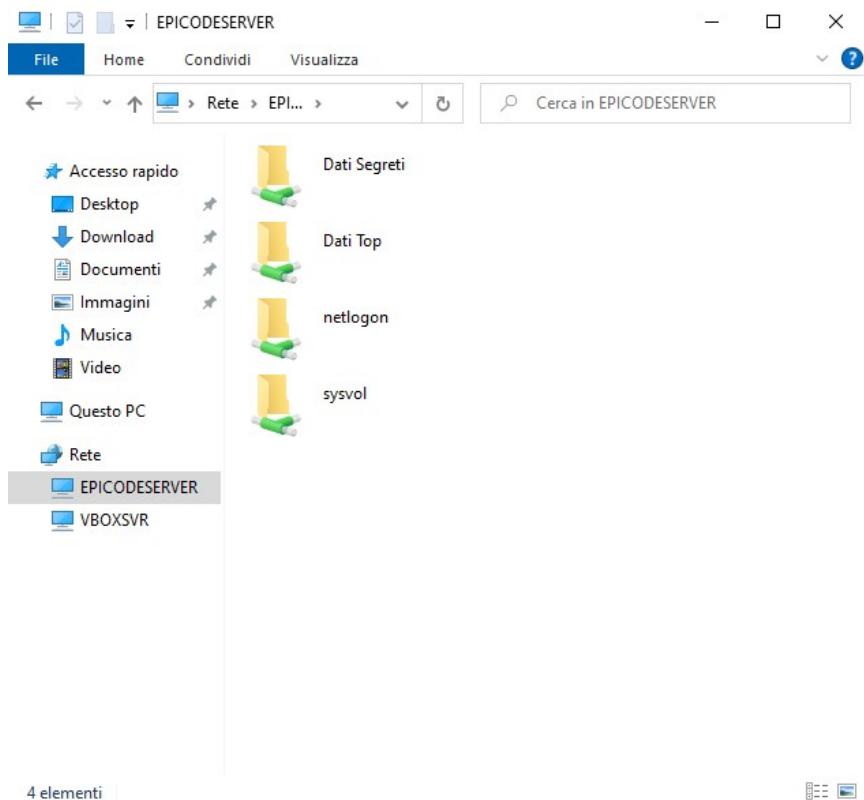 EPICODESERVER
File Home Condividi Visualizza
Rete EPI... Cerca in EPICODESERVER
Accesso rapido
Desktop
Download
Documenti
Immagini
Musica
Video
Questo PC
Rete
EPICODESERVER
VBOXSVR
Dati Segreti
Dati Top
netlogon
sysvol
4 elementi